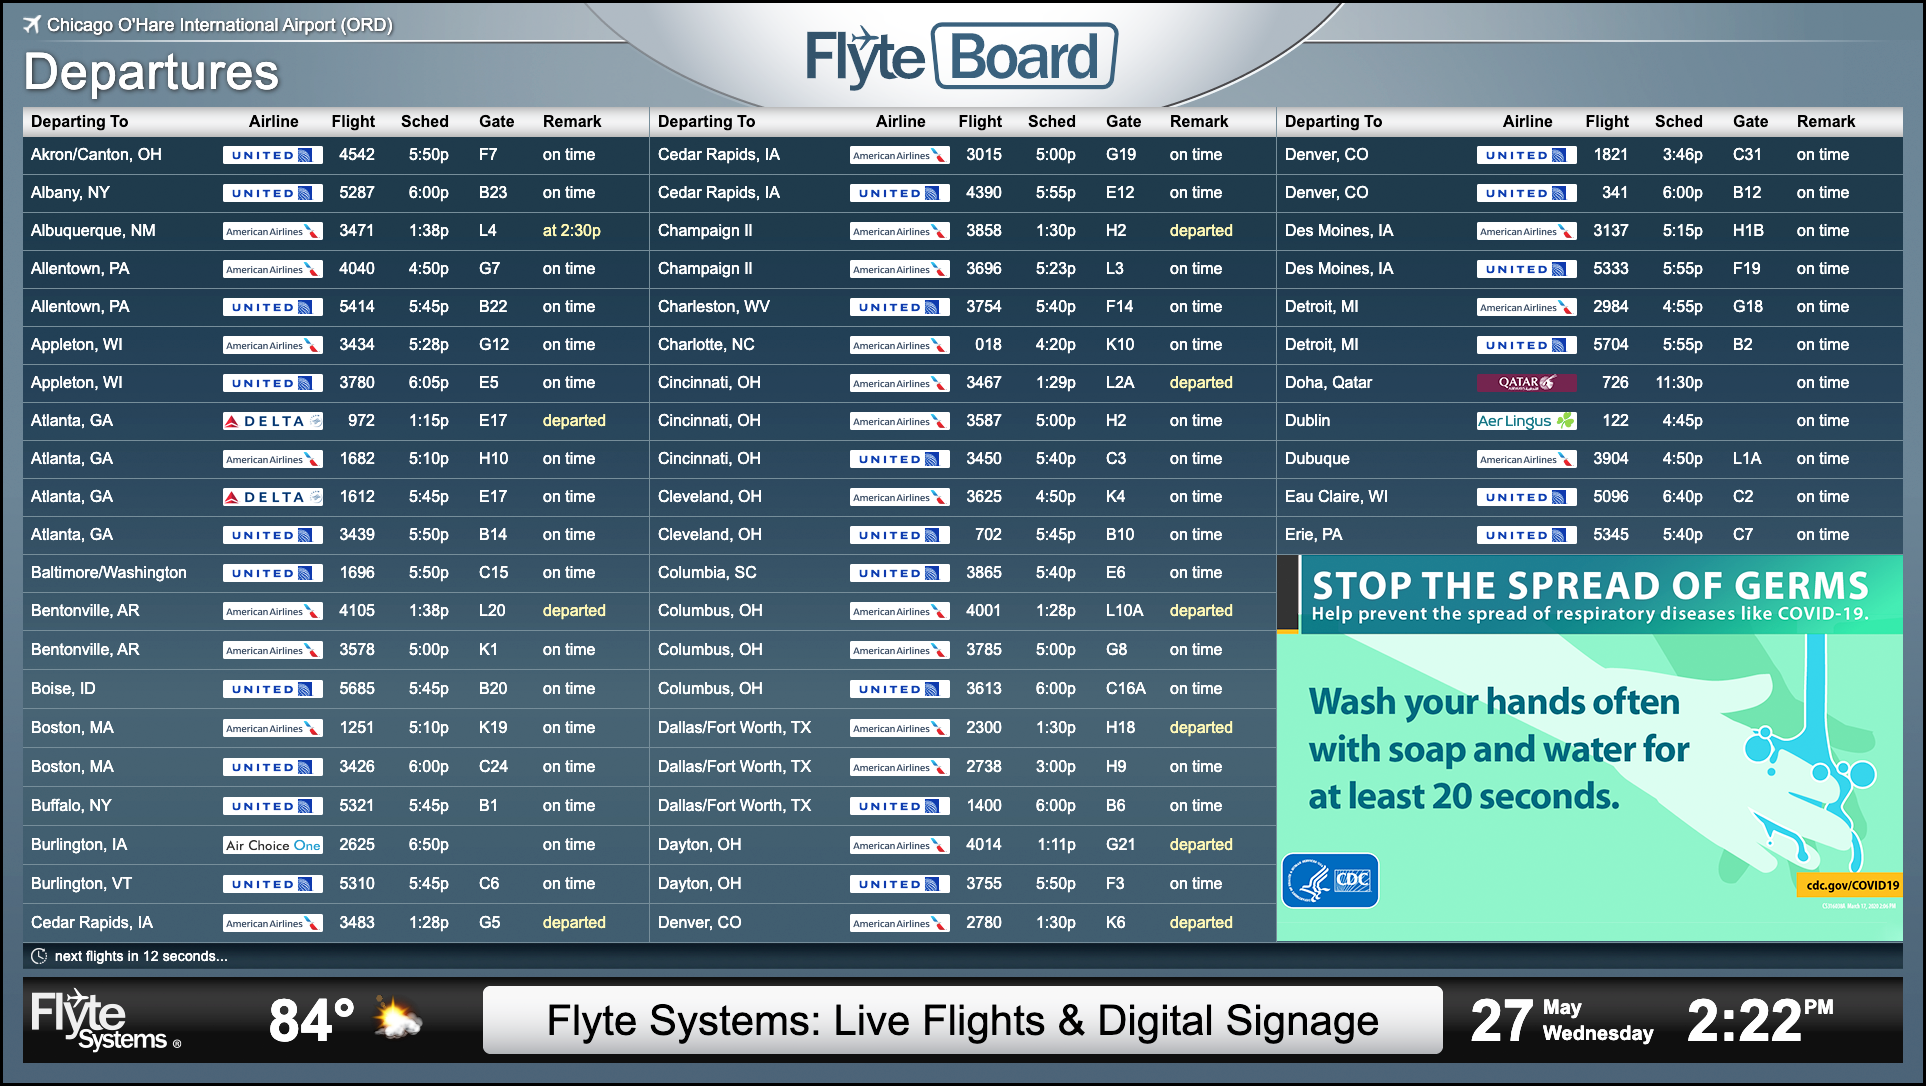 Chicago O'Hare International Airport (ORD)
Departures
Flyte Board
Departing To Airline Flight Sched Gate Remark
Akron/Canton, OH UNITED 4542 5:50p F7 on time
Albany, NY UNITED 5287 6:00p B23 on time
Albuquerque, NM American Airlines 3471 1:38p L4 at 2:30p
Allentown, PA American Airlines 4040 4:50p G7 on time
Allentown, PA UNITED 5414 5:45p B22 on time
Appleton, WI American Airlines 3434 5:28p G12 on time
Appleton, WI UNITED 3780 6:05p E5 on time
Atlanta, GA DELTA 972 1:15p E17 departed
Atlanta, GA American Airlines 1682 5:10p H10 on time
Atlanta, GA DELTA 1612 5:45p E17 on time
Atlanta, GA UNITED 3439 5:50p B14 on time
Baltimore/Washington UNITED 1696 5:50p C15 on time
Bentonville, AR American Airlines 4105 1:38p L20 departed
Bentonville, AR American Airlines 3578 5:00p K1 on time
Boise, ID UNITED 5685 5:45p B20 on time
Boston, MA American Airlines 1251 5:10p K19 on time
Boston, MA UNITED 3426 6:00p C24 on time
Buffalo, NY UNITED 5321 5:45p B1 on time
Burlington, IA Air Choice One 2625 6:50p on time
Burlington, VT UNITED 5310 5:45p C6 on time
Cedar Rapids, IA American Airlines 3483 1:28p G5 departed
Departing To Airline Flight Sched Gate Remark
Cedar Rapids, IA American Airlines 3015 5:00p G19 on time
Cedar Rapids, IA UNITED 4390 5:55p E12 on time
Champaign Il American Airlines 3858 1:30p H2 departed
Champaign Il American Airlines 3696 5:23p L3 on time
Charleston, WV UNITED 3754 5:40p F14 on time
Charlotte, NC American Airlines 018 4:20p K10 on time
Cincinnati, OH American Airlines 3467 1:29p L2A departed
Cincinnati, OH American Airlines 3587 5:00p H2 on time
Cincinnati, OH UNITED 3450 5:40p C3 on time
Cleveland, OH American Airlines 3625 4:50p K4 on time
Cleveland, OH UNITED 702 5:45p B10 on time
Columbia, SC UNITED 3865 5:40p E6 on time
Columbus, OH American Airlines 4001 1:28p L10A departed
Columbus, OH American Airlines 3785 5:00p G8 on time
Columbus, OH UNITED 3613 6:00p C16A on time
Dallas/Fort Worth, TX American Airlines 2300 1:30p H18 departed
Dallas/Fort Worth, TX American Airlines 2738 3:00p H9 on time
Dallas/Fort Worth, TX UNITED 1400 6:00p B6 on time
Dayton, OH American Airlines 4014 1:11p G21 departed
Dayton, OH UNITED 3755 5:50p F3 on time
Denver, CO American Airlines 2780 1:30p K6 departed
Departing To Airline Flight Sched Gate Remark
Denver, CO UNITED 1821 3:46p C31 on time
Denver, CO UNITED 341 6:00p B12 on time
Des Moines, IA American Airlines 3137 5:15p H1B on time
Des Moines, IA UNITED 5333 5:55p F19 on time
Detroit, MI American Airlines 2984 4:55p G18 on time
Detroit, MI UNITED 5704 5:55p B2 on time
Doha, Qatar QATAR 726 11:30p on time
Dublin Aer Lingus 122 4:45p on time
Dubuque American Airlines 3904 4:50p L1A on time
Eau Claire, WI UNITED 5096 6:40p C2 on time
Erie, PA UNITED 5345 5:40p C7 on time
STOP THE SPREAD OF GERMS
Help prevent the spread of respiratory diseases like COVID-19.
Wash your hands often
with soap and water for
at least 20 seconds.
CDC
cdc.gov/COVID19
next flights in 12 seconds...
Flyte
Systems ®
84°
Flyte Systems: Live Flights & Digital Signage
27 May
Wednesday
2:22 PM